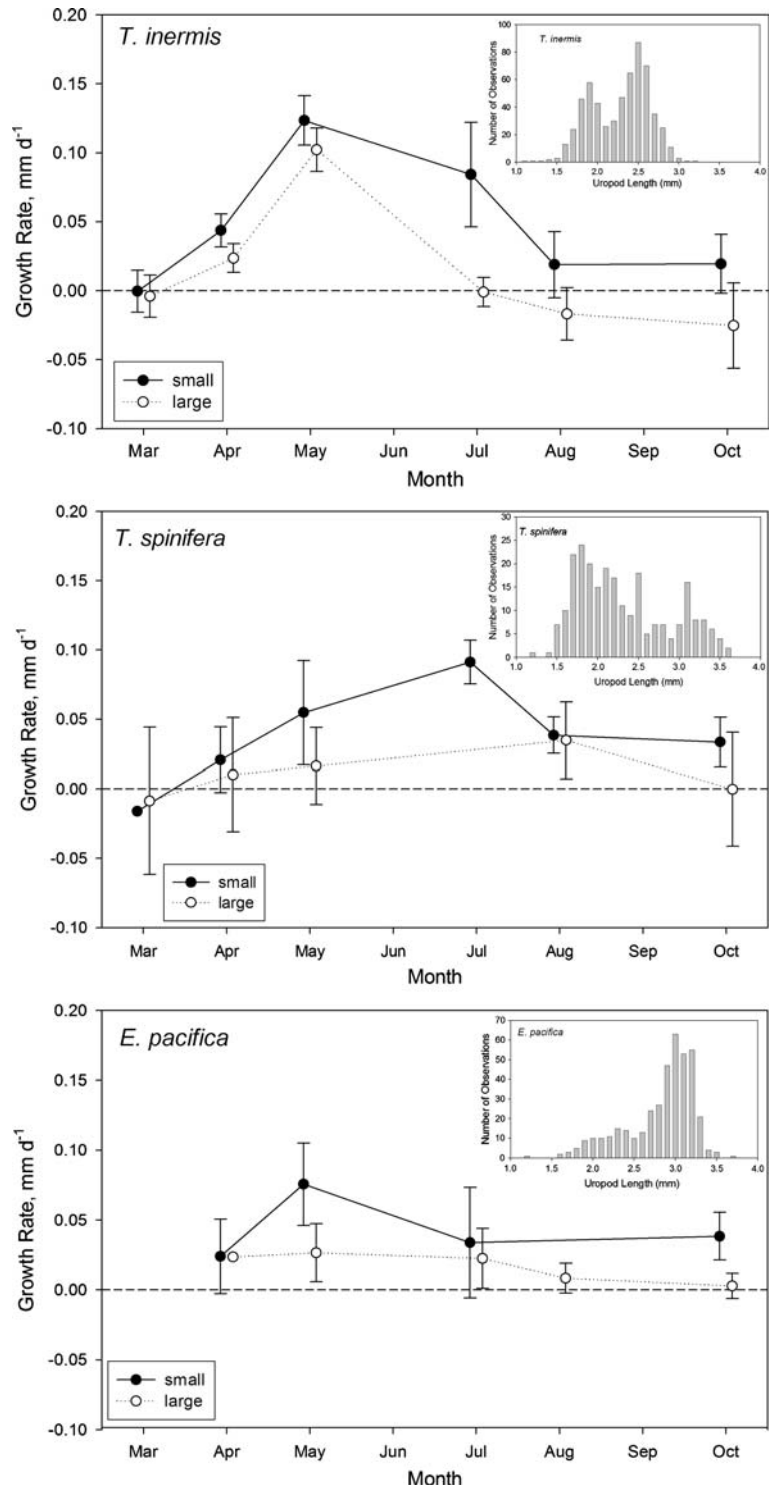 T. inermis
0.20
0.15
0.10
0.05
0.00
-0.05
-0.10
Growth Rate, mm d-1
small
large
Mar Apr May Jun Jul Aug Sep Oct
Month
T. inermis
100
80
60
40
20
0
Number of Observations
1.0 1.5 2.0 2.5 3.0 3.5 4.0
Uropod Length (mm)
T. spinifera
0.20
0.15
0.10
0.05
0.00
-0.05
-0.10
Growth Rate, mm d-1
small
large
Mar Apr May Jun Jul Aug Sep Oct
Month
T. spinifera
30
25
20
15
10
5
0
Number of Observations
1.0 1.5 2.0 2.5 3.0 3.5 4.0
Uropod Length (mm)
E. pacifica
0.20
0.15
0.10
0.05
0.00
-0.05
-0.10
Growth Rate, mm d-1
small
large
Mar Apr May Jun Jul Aug Sep Oct
Month
E. pacifica
70
60
50
40
30
20
10
0
Number of Observations
1.0 1.5 2.0 2.5 3.0 3.5 4.0
Uropod Length (mm)